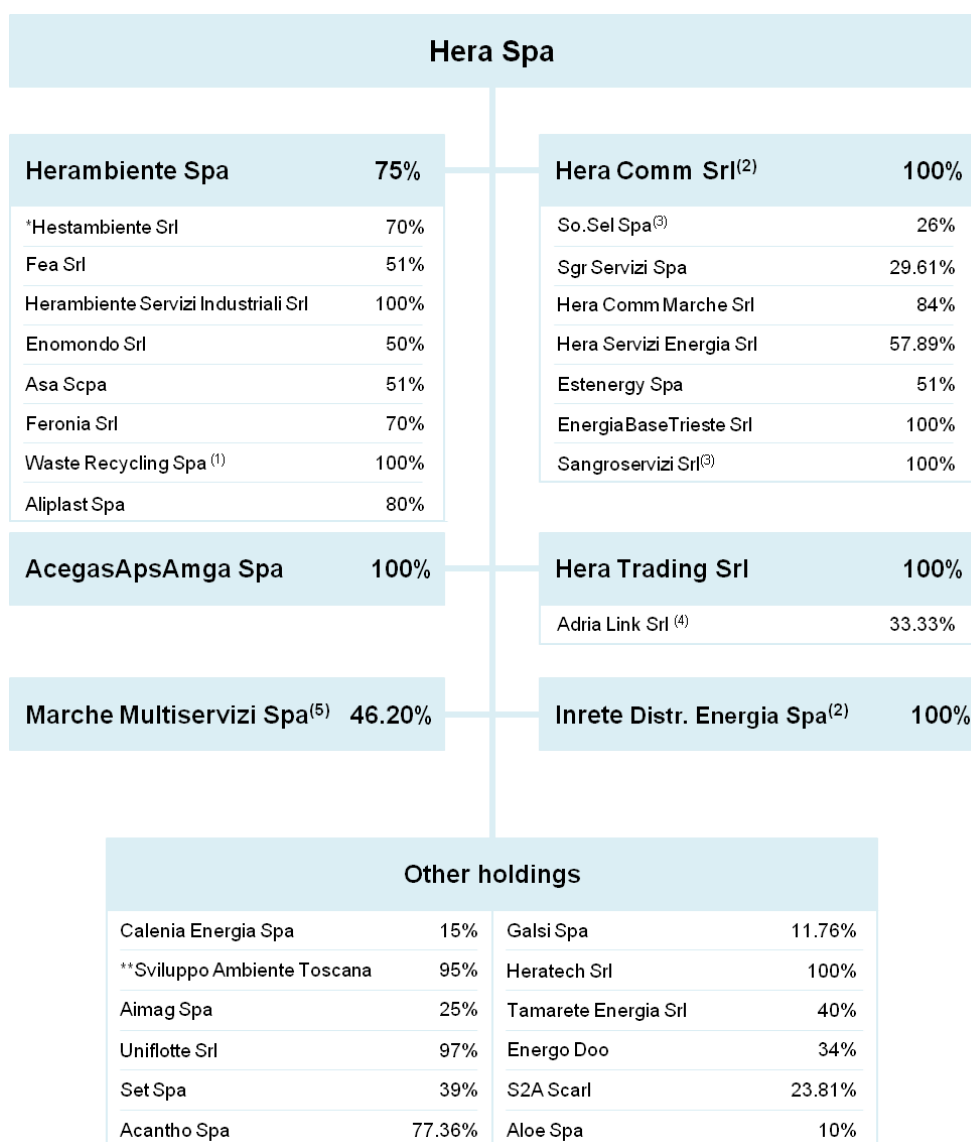 Hera Spa
Herambiente Spa 75%
*Hestambiente Srl 70%
Fea Srl 51%
Herambiente Servizi Industriali Srl 100%
Enomondo Srl 50%
Asa Scpa 51%
Feronia Srl 70%
Waste Recycling Spa (1) 100%
Aliplast Spa 80%
Hera Comm Srl(2) 100%
So.Sel Spa(3) 26%
Sgr Servizi Spa 29.61%
Hera Comm Marche Srl 84%
Hera Servizi Energia Srl 57.89%
Estenergy Spa 51%
EnergiaBaseTrieste Srl 100%
Sangroservizi Srl(3) 100%
AcegasApsAmga Spa 100%
Hera Trading Srl 100%
Adria Link Srl (4) 33.33%
Marche Multiservizi Spa(5) 46.20%
Inrete Distr. Energia Spa(2) 100%
Other holdings
Calenia Energia Spa 15%
**Sviluppo Ambiente Toscana 95%
Aimag Spa 25%
Uniflotte Srl 97%
Set Spa 39%
Acantho Spa 77.36%
Galsi Spa 11.76%
Heratech Srl 100%
Tamarete Energia Srl 40%
Energo Doo 34%
S2A Scarl 23.81%
Aloe Spa 10%